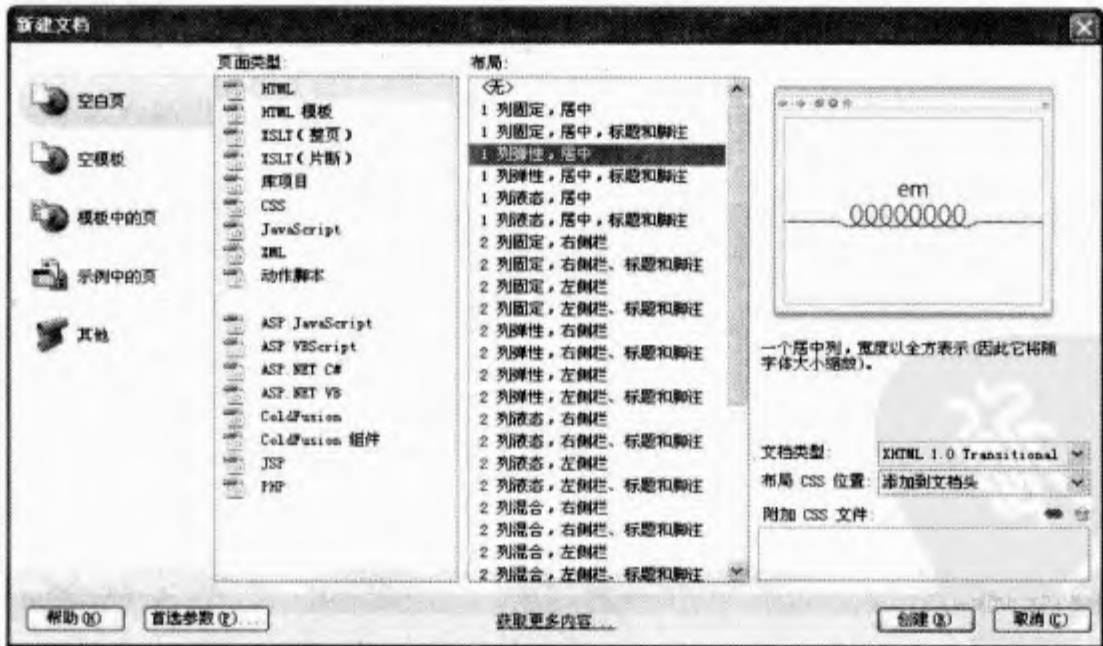 新建文档
空白页
空模板
模板中的页
示例中的页
其他
页面类型:
HTML
HTML 模板
XSLT(整页)
XSLT(片断)
库项目
CSS
JavaScript
XML
动作脚本
ASP JavaScript
ASP VBScript
ASP.NET C#
ASP.NET VB
ColdFusion
ColdFusion 组件
JSP
PHP
布局:
<无>
1 列固定,居中
1 列固定,居中,标题和脚注
1 列弹性,居中
1 列弹性,居中,标题和脚注
1 列液态,居中
1 列液态,居中,标题和脚注
2 列固定,右侧栏
2 列固定,右侧栏、标题和脚注
2 列固定,左侧栏
2 列固定,左侧栏、标题和脚注
2 列弹性,右侧栏
2 列弹性,右侧栏、标题和脚注
2 列弹性,左侧栏
2 列弹性,左侧栏、标题和脚注
2 列液态,右侧栏
2 列液态,右侧栏、标题和脚注
2 列液态,左侧栏
2 列液态,左侧栏、标题和脚注
2 列混合,右侧栏
2 列混合,右侧栏、标题和脚注
2 列混合,左侧栏
2 列混合,左侧栏、标题和脚注
em
一个居中列,宽度以全方表示(因此它将随
字体大小缩放)。
文档类型: XHTML 1.0 Transitional
布局 CSS 位置: 添加到文档头
附加 CSS 文件:
帮助(H)
首选参数(P)...
获取更多内容...
创建(R)
取消(C)